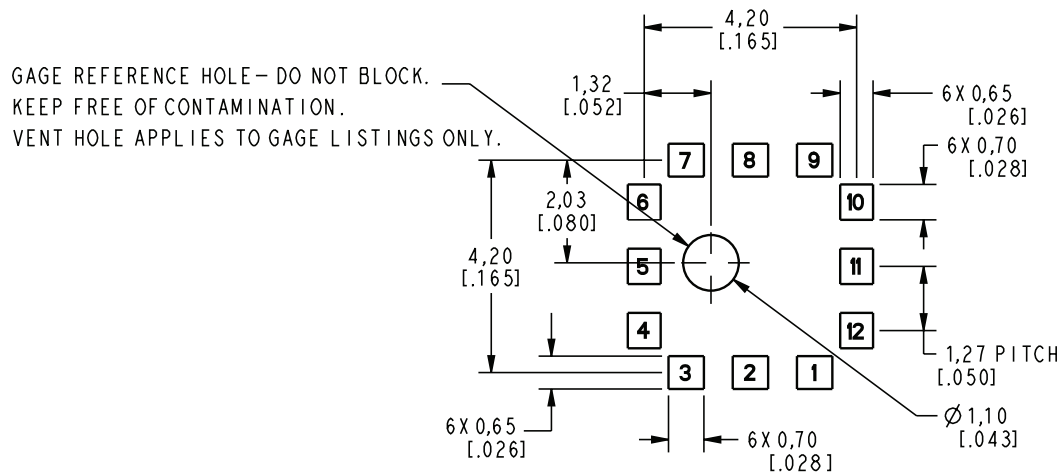 4,20
[.165]
GAGE REFERENCE HOLE– DO NOT BLOCK.
KEEP FREE OF CONTAMINATION.
VENT HOLE APPLIES TO GAGE LISTINGS ONLY.
1,32
[.052]
6X 0,65
[.026]
6X 0,70
[.028]
7
8
9
6
10
2,03
[.080]
4,20
[.165]
5
11
4
12
1,27 PITCH
[.050]
3
2
1
6X 0,65
[.026]
6X 0,70
[.028]
Ø 1,10
[.043]